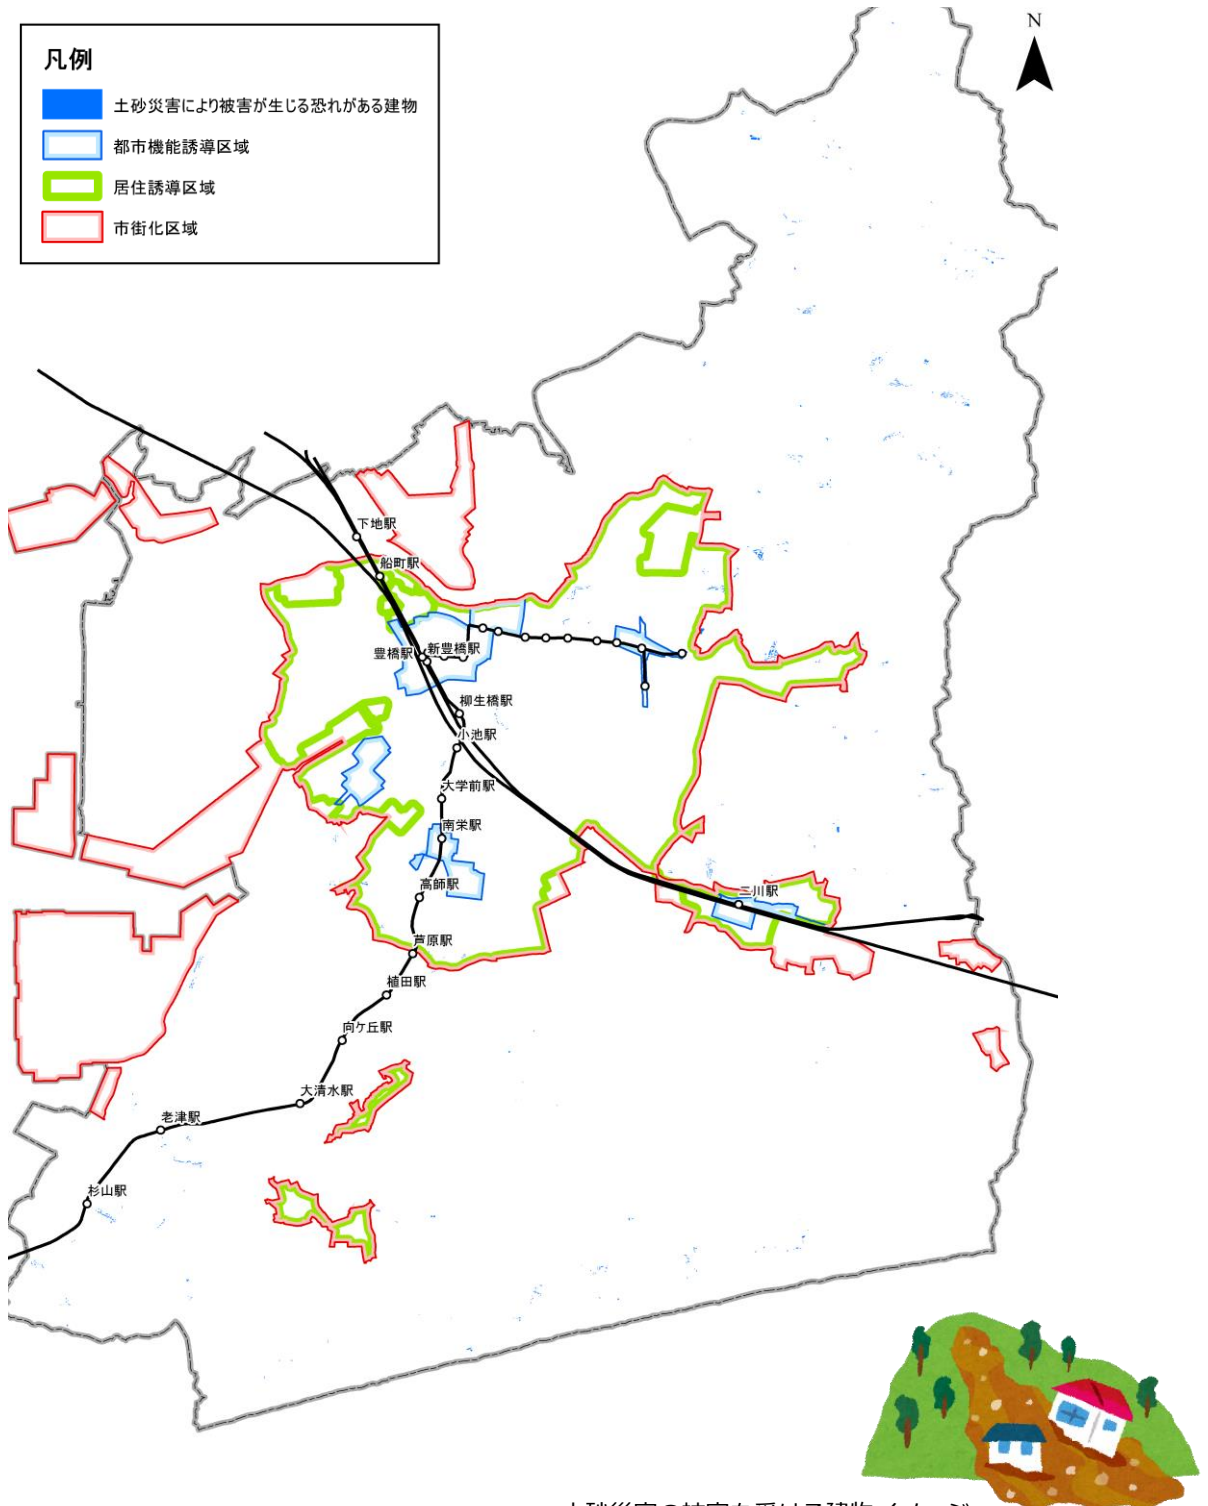 凡例
土砂災害により被害が生じる恐れがある建物
都市機能誘導区域
居住誘導区域
市街化区域
N
下地駅
船町駅
豊橋駅
新豊橋駅
柳生橋駅
小池駅
大学前駅
南栄駅
高師駅
二川駅
芦原駅
植田駅
向ケ丘駅
大清水駅
老津駅
杉山駅